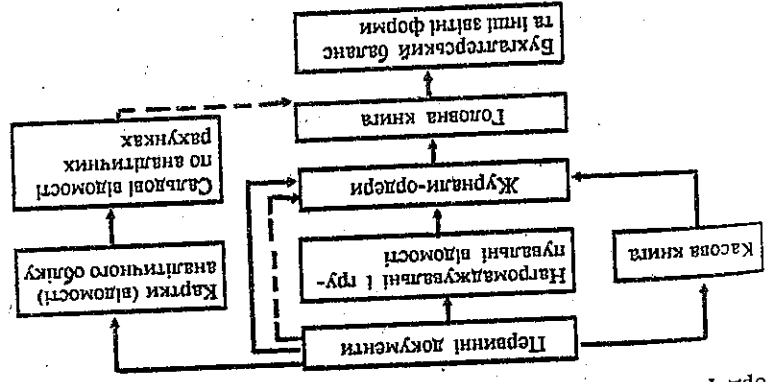 Первинні документи
Касова книга
Нагромаджувальні і гру-
пувальні відомості
Картки (відомості)
аналітичного обліку
Журнали-ордери
Сальдові відомості
по аналітичних
рахунках
Головна книга
Бухгалтерський баланс
та інші звітні форми